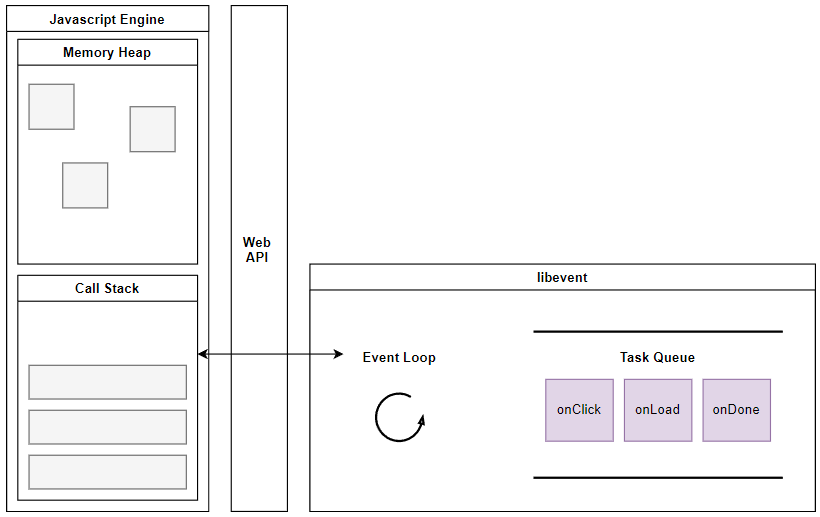 Javascript Engine
Memory Heap
Call Stack
Web
API
libevent
Event Loop
Task Queue
onClick
onLoad
onDone